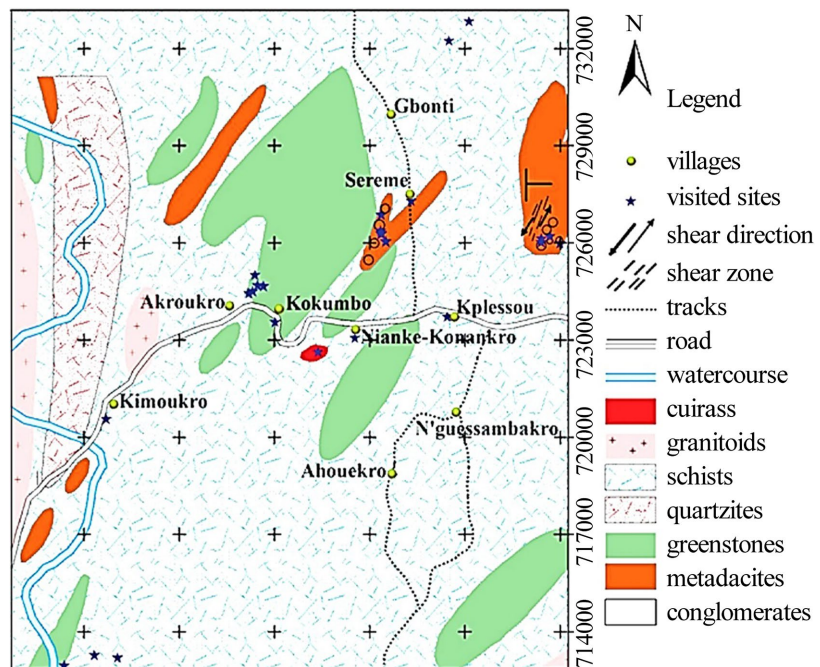 N
732000
729000
726000
723000
720000
717000
714000
Gbonti
Sereme
Akroukro
Kokumbo
Kplessou
Nianke-Konankro
Kimoukro
N'guessambakro
Ahouekro
Legend
villages
visited sites
shear direction
shear zone
tracks
road
watercourse
cuirass
granitoids
schists
quartzites
greenstones
metadacites
conglomerates